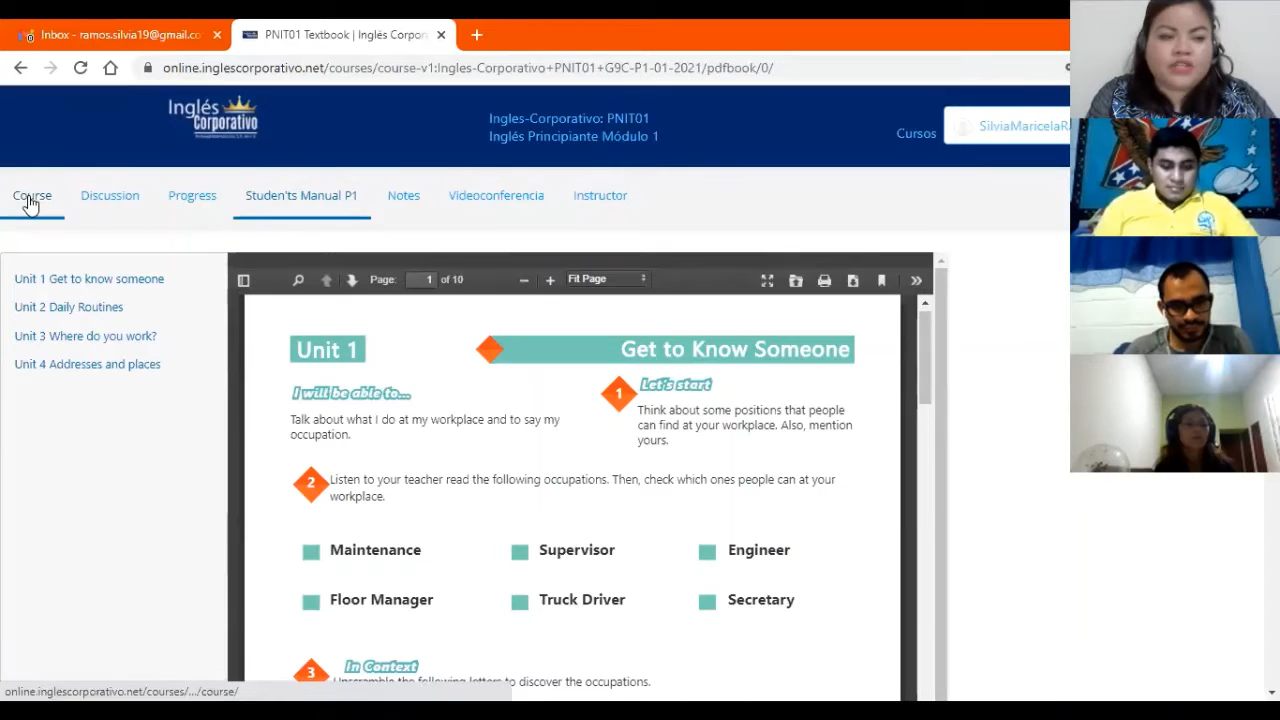 Inbox - ramos.silvia19@gmail.co
PNIT01 Textbook | Inglés Corpor
online.inglescorporativo.net/courses/course-v1:Ingles-Corporativo+PNIT01+G9C-P1-01-2021/pdfbook/0/
Inglés
Corporativo
Ingles-Corporativo: PNIT01
Inglés Principiante Módulo 1
Cursos
SilviaMaricelaRA
Course
Discussion
Progress
Studen'ts Manual P1
Notes
Videoconferencia
Instructor
Unit 1 Get to know someone
Unit 2 Daily Routines
Unit 3 Where do you work?
Unit 4 Addresses and places
Page: 1 of 10
Fit Page
Unit 1
Get to Know Someone
I will be able to...
Talk about what I do at my workplace and to say my
occupation.
1
Let's start
Think about some positions that people
can find at your workplace. Also, mention
yours.
2
Listen to your teacher read the following occupations. Then, check which ones people can at your
workplace.
Maintenance
Supervisor
Engineer
Floor Manager
Truck Driver
Secretary
3
In Context
Unscramble the following letters to discover the occupations.
online.inglescorporativo.net/courses/.../course/